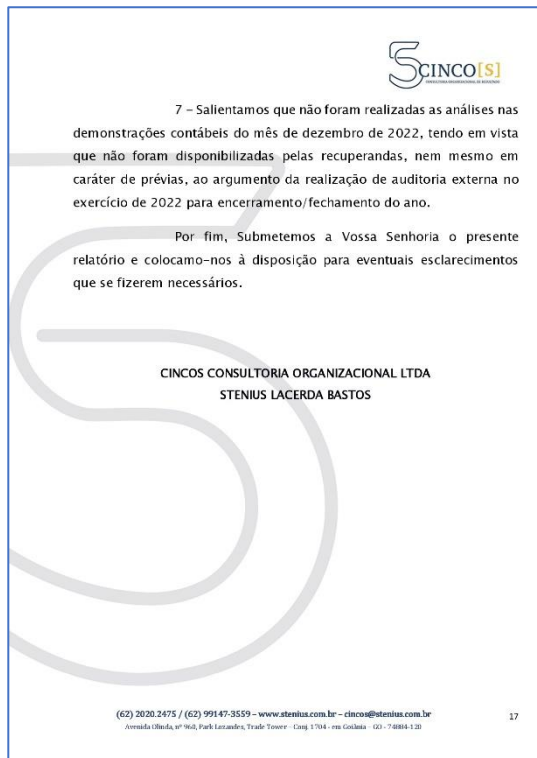 5CINCO[S]
CONSULTORIA ORGANIZACIONAL DE RESULTADO
7 – Salientamos que não foram realizadas as análises nas
demonstrações contábeis do mês de dezembro de 2022, tendo em vista
que não foram disponibilizadas pelas recuperandas, nem mesmo em
caráter de prévias, ao argumento da realização de auditoria externa no
exercício de 2022 para encerramento/fechamento do ano.
Por fim, Submetemos a Vossa Senhoria o presente
relatório e colocamo-nos à disposição para eventuais esclarecimentos
que se fizerem necessários.
CINCOS CONSULTORIA ORGANIZACIONAL LTDA
STENIUS LACERDA BASTOS
(62) 2020.2475 / (62) 99147-3559 – www.stenius.com.br – cincos@stenius.com.br
Avenida Olinda, nº 960, Park Lozandes, Trade Tower – Conj. 1704 - em Goiânia – GO - 74884-120
17